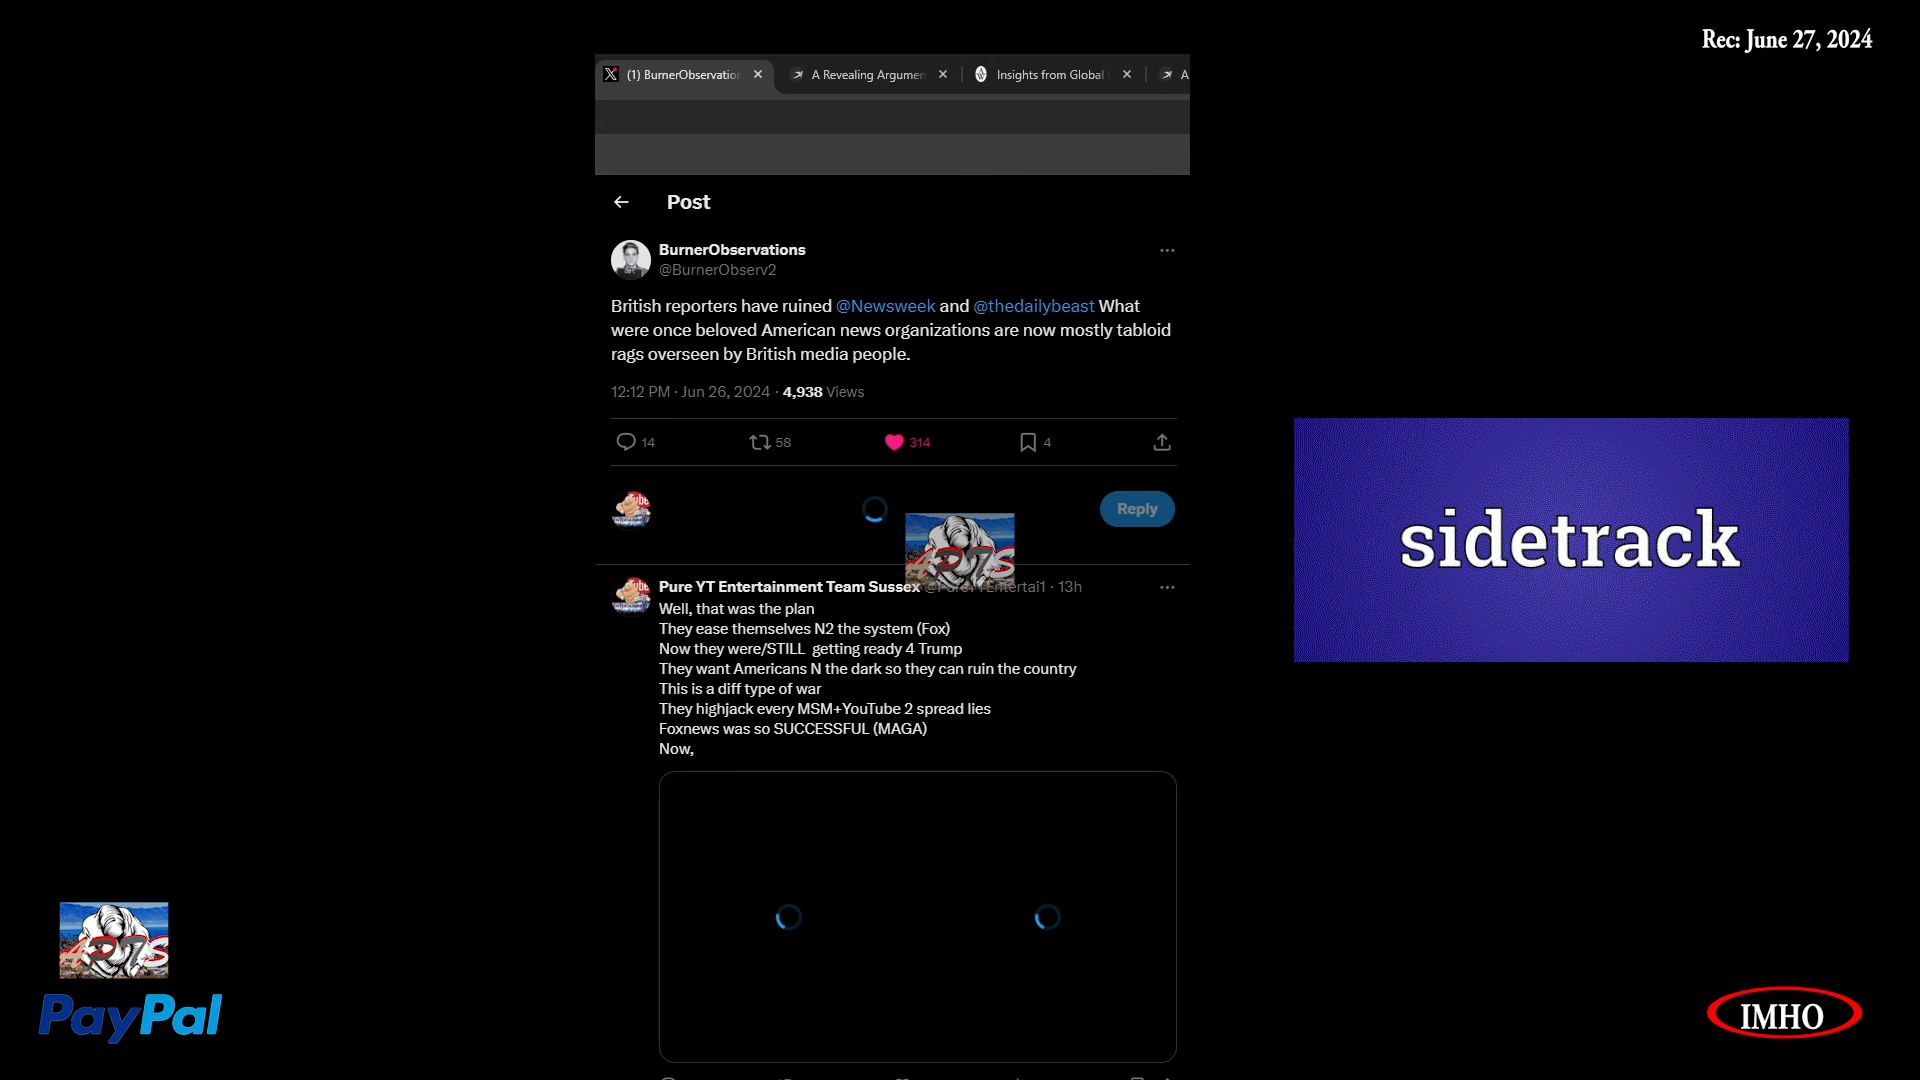 Rec: June 27, 2024
(1) BurnerObservation
A Revealing Argumen
Insights from Global
A
Post
BurnerObservations
@BurnerObserv2
British reporters have ruined @Newsweek and @thedailybeast What
were once beloved American news organizations are now mostly tabloid
rags overseen by British media people.
12:12 PM · Jun 26, 2024 · 4,938 Views
14
58
314
4
Reply
sidetrack
Pure YT Entertainment Team Sussex @PureYTEntertai1 · 13h
Well, that was the plan
They ease themselves N2 the system (Fox)
Now they were/STILL getting ready 4 Trump
They want Americans N the dark so they can ruin the country
This is a diff type of war
They highjack every MSM+YouTube 2 spread lies
Foxnews was so SUCCESSFUL (MAGA)
Now,
PayPal
IMHO